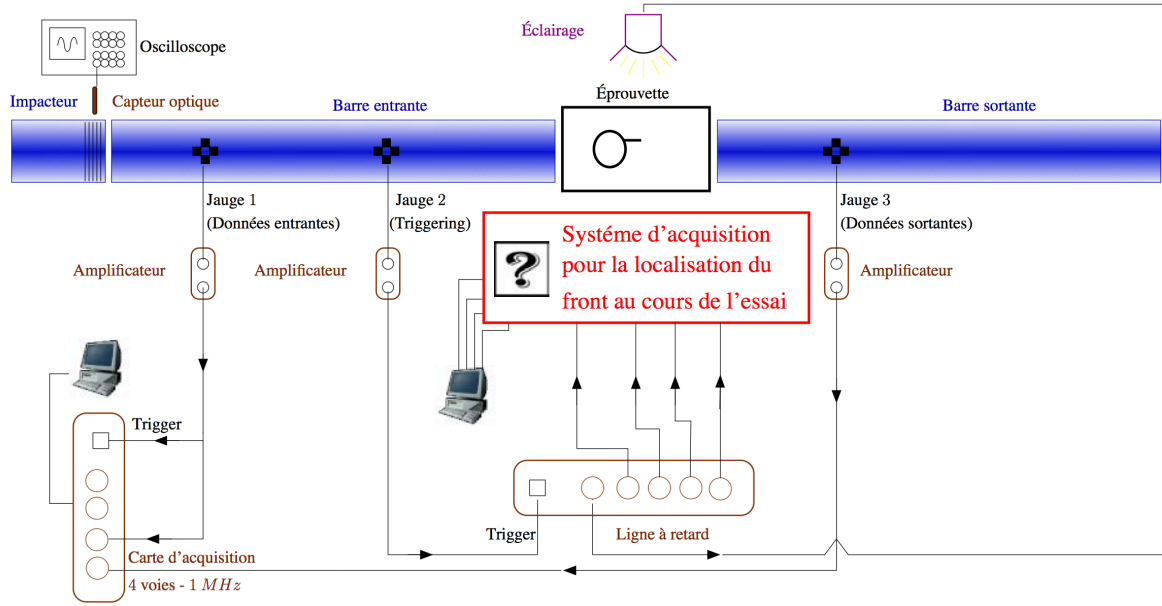 Éclairage
Oscilloscope
Éprouvette
Impacteur
Capteur optique
Barre entrante
Barre sortante
Jauge 1
(Données entrantes)
Jauge 2
(Triggering)
Jauge 3
(Données sortantes)
Systéme d'acquisition
pour la localisation du
front au cours de l'essai
?
Amplificateur
Amplificateur
Amplificateur
Trigger
Trigger
Ligne à retard
Carte d'acquisition
4 voies - 1 MHz